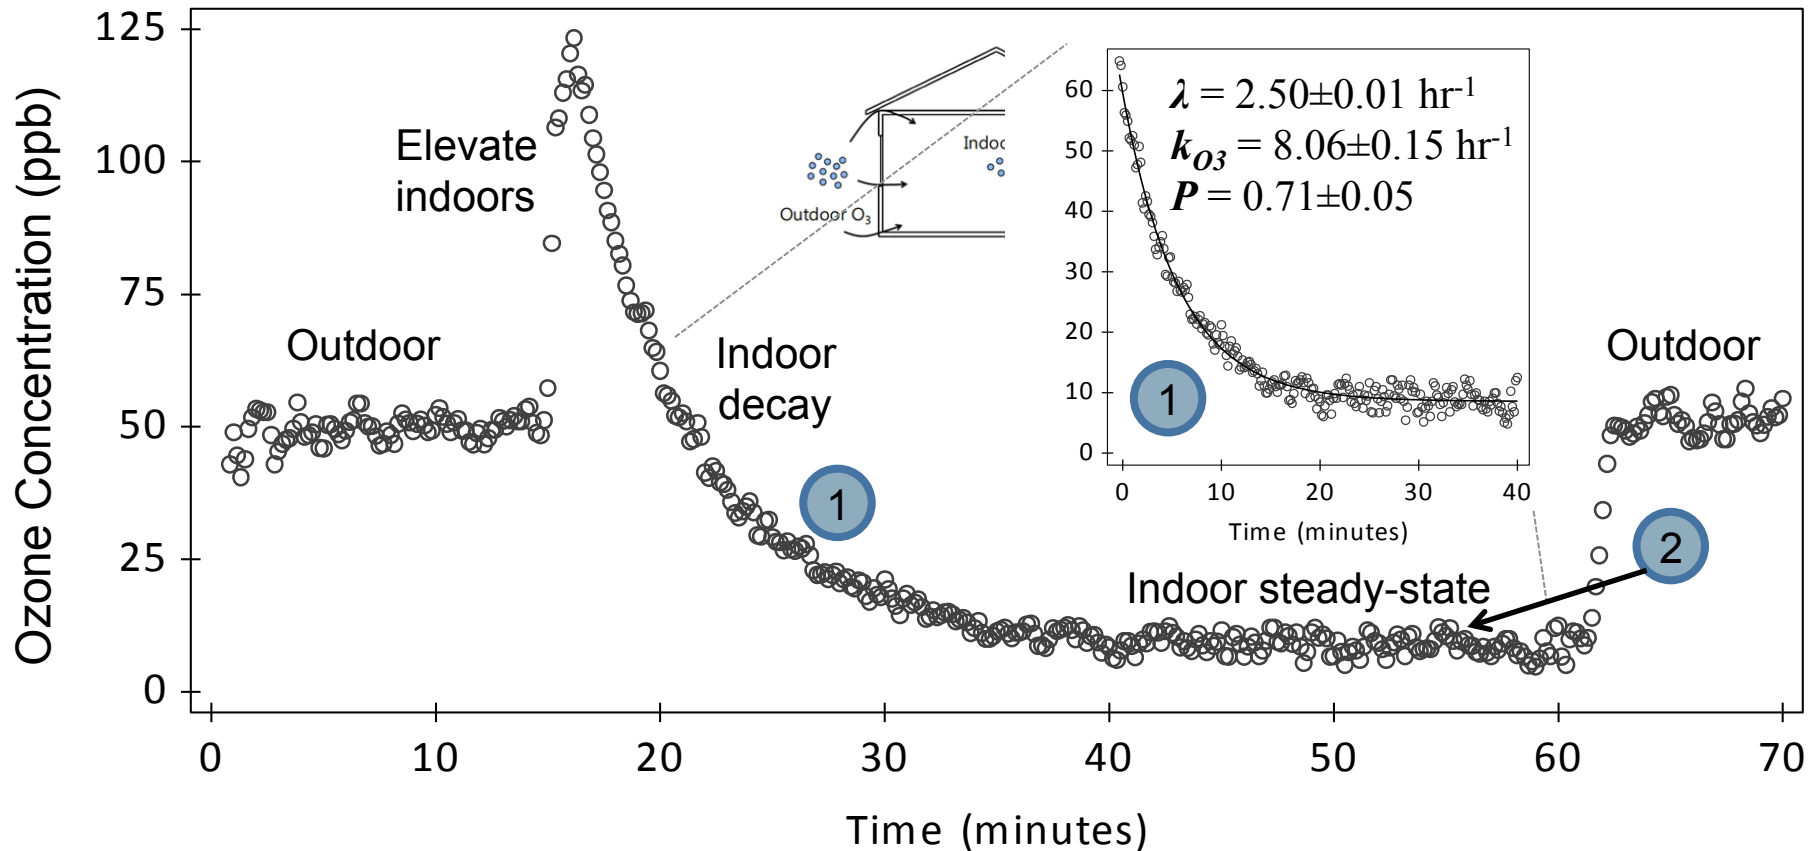 Ozone Concentration (ppb)
125
100
75
50
25
0
0 10 20 30 40 50 60 70
Time (minutes)
Outdoor
Elevate
indoors
Indoor
decay
1
Outdoor O₃
Indoo
60
50
40
30
20
10
0
0 10 20 30 40
Time (minutes)
λ = 2.50±0.01 hr⁻¹
k_O3 = 8.06±0.15 hr⁻¹
P = 0.71±0.05
1
Indoor steady-state
2
Outdoor